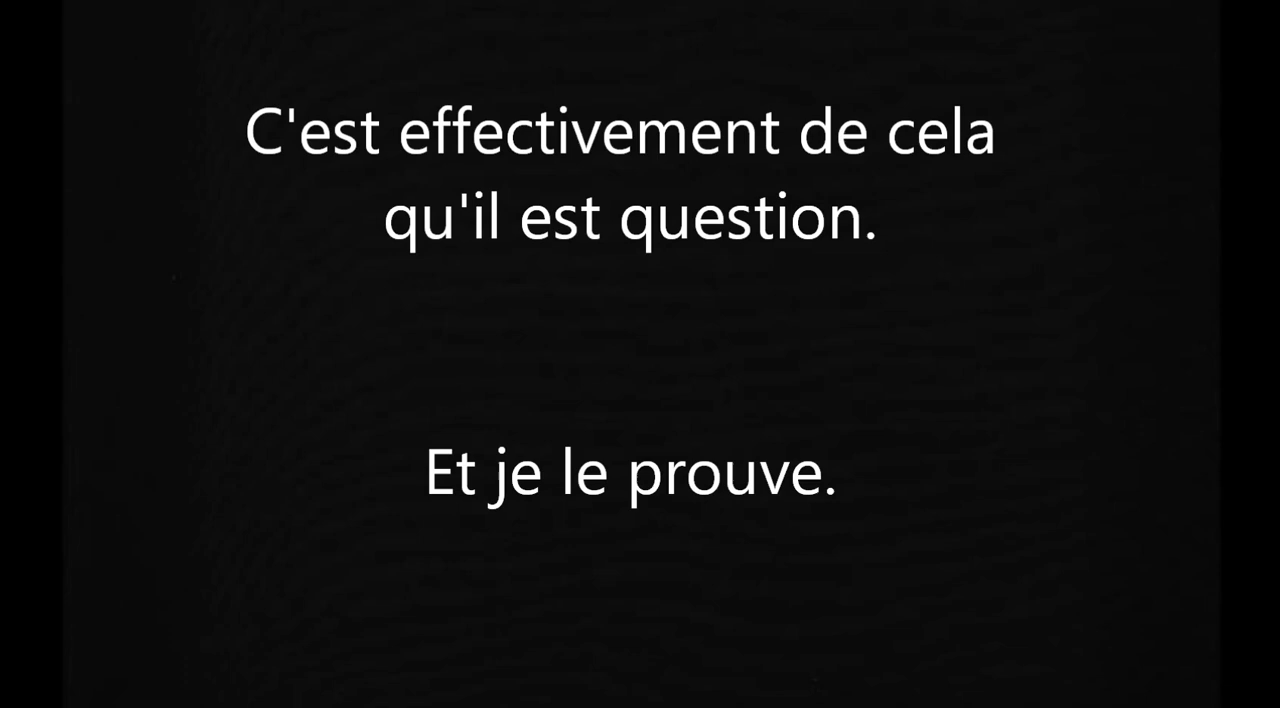 C'est effectivement de cela
qu'il est question.
Et je le prouve.